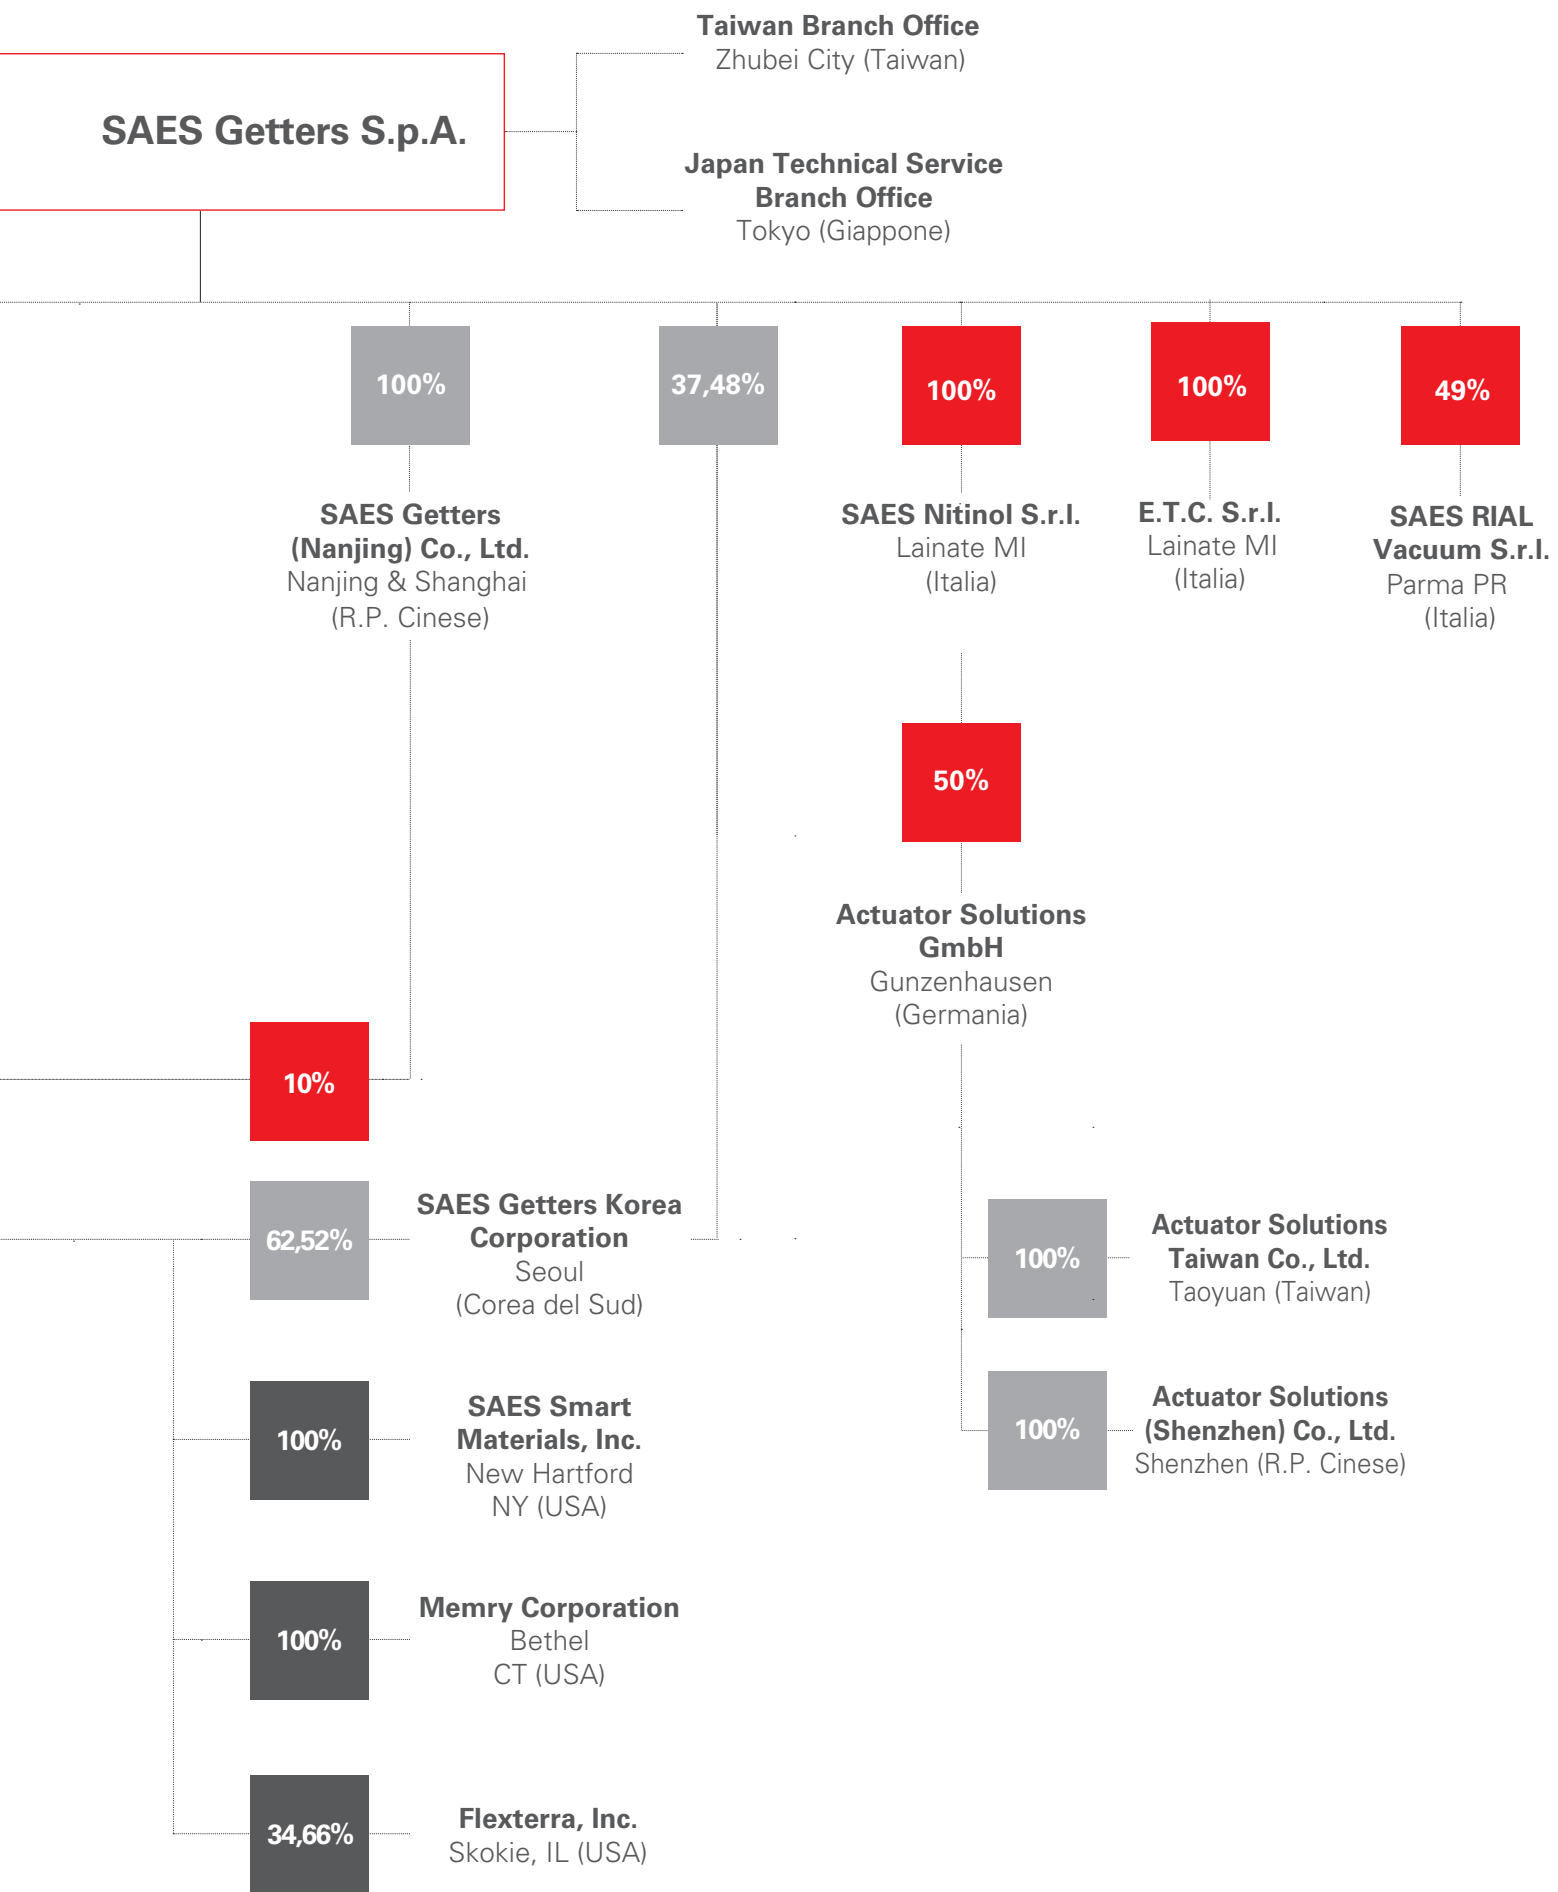 Taiwan Branch Office
Zhubei City (Taiwan)
SAES Getters S.p.A.
Japan Technical Service
Branch Office
Tokyo (Giappone)
100%
37,48%
100%
100%
49%
SAES Getters
(Nanjing) Co., Ltd.
Nanjing & Shanghai
(R.P. Cinese)
SAES Nitinol S.r.l.
Lainate MI
(Italia)
E.T.C. S.r.l.
Lainate MI
(Italia)
SAES RIAL
Vacuum S.r.l.
Parma PR
(Italia)
50%
Actuator Solutions
GmbH
Gunzenhausen
(Germania)
10%
62,52%
SAES Getters Korea
Corporation
Seoul
(Corea del Sud)
100%
Actuator Solutions
Taiwan Co., Ltd.
Taoyuan (Taiwan)
100%
SAES Smart
Materials, Inc.
New Hartford
NY (USA)
100%
Actuator Solutions
(Shenzhen) Co., Ltd.
Shenzhen (R.P. Cinese)
100%
Memry Corporation
Bethel
CT (USA)
34,66%
Flexterra, Inc.
Skokie, IL (USA)